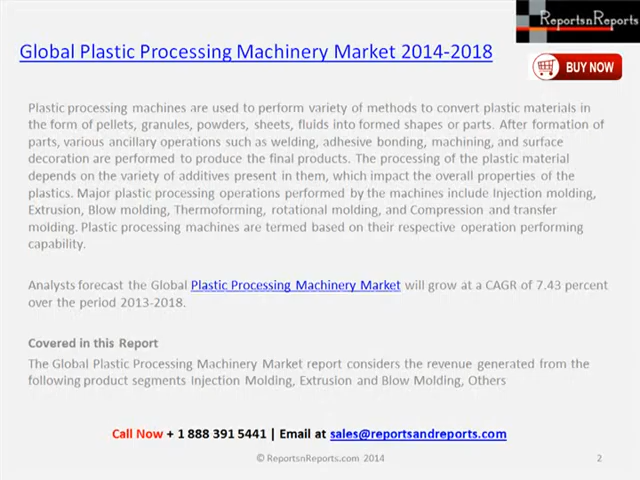 ReportsnReports
Global Plastic Processing Machinery Market 2014-2018
BUY NOW
Plastic processing machines are used to perform variety of methods to convert plastic materials in
the form of pellets, granules, powders, sheets, fluids into formed shapes or parts. After formation of
parts, various ancillary operations such as welding, adhesive bonding, machining, and surface
decoration are performed to produce the final products. The processing of the plastic material
depends on the variety of additives present in them, which impact the overall properties of the
plastics. Major plastic processing operations performed by the machines include Injection molding,
Extrusion, Blow molding, Thermoforming, rotational molding, and Compression and transfer
molding. Plastic processing machines are termed based on their respective operation performing
capability.
Analysts forecast the Global Plastic Processing Machinery Market will grow at a CAGR of 7.43 percent
over the period 2013-2018.
Covered in this Report
The Global Plastic Processing Machinery Market report considers the revenue generated from the
following product segments Injection Molding, Extrusion and Blow Molding, Others
Call Now + 1 888 391 5441 | Email at sales@reportsandreports.com
© ReportsnReports.com 2014
2